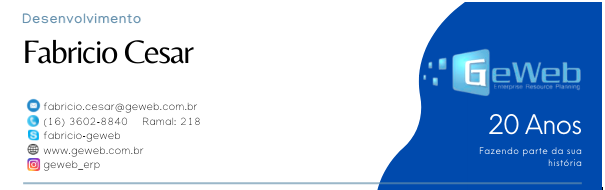 Desenvolvimento
Fabricio Cesar
fabricio.cesar@geweb.com.br
(16) 3602-8840 Ramal: 218
fabricio-geweb
www.geweb.com.br
geweb_erp
GeWeb
Enterprise Resource Planning
20 Anos
Fazendo parte da sua
história